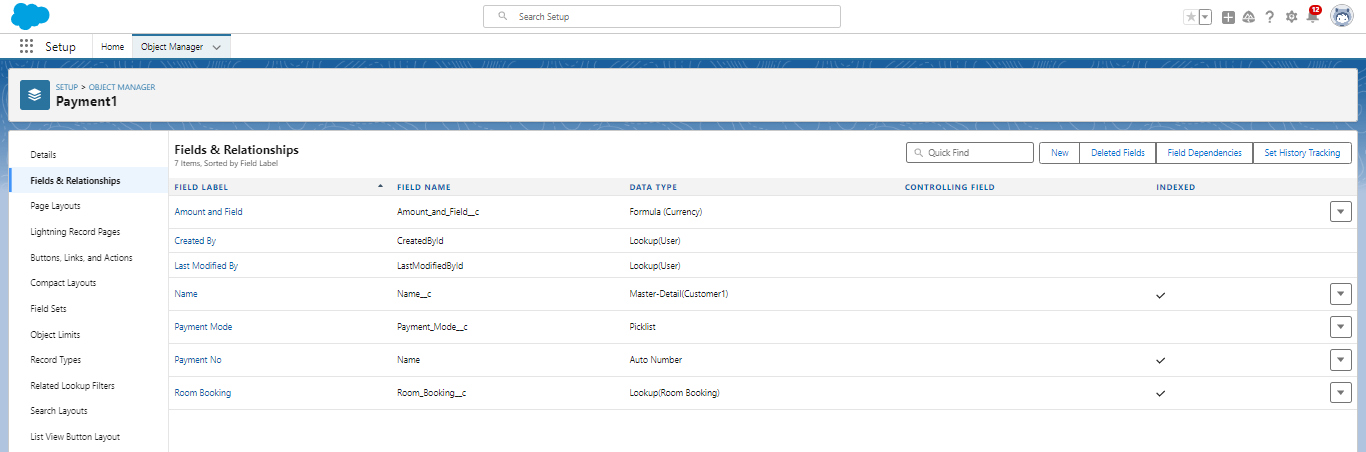 Search Setup
12
Setup
Home
Object Manager
SETUP > OBJECT MANAGER
Payment1
Details
Fields & Relationships
Page Layouts
Lightning Record Pages
Buttons, Links, and Actions
Compact Layouts
Field Sets
Object Limits
Record Types
Related Lookup Filters
Search Layouts
List View Button Layout
Fields & Relationships
7 Items, Sorted by Field Label
Quick Find
New
Deleted Fields
Field Dependencies
Set History Tracking
FIELD LABEL FIELD NAME DATA TYPE CONTROLLING FIELD INDEXED
Amount and Field Amount_and_Field__c Formula (Currency)
Created By CreatedById Lookup(User)
Last Modified By LastModifiedById Lookup(User)
Name Name__c Master-Detail(Customer1)
Payment Mode Payment_Mode__c Picklist
Payment No Name Auto Number
Room Booking Room_Booking__c Lookup(Room Booking)